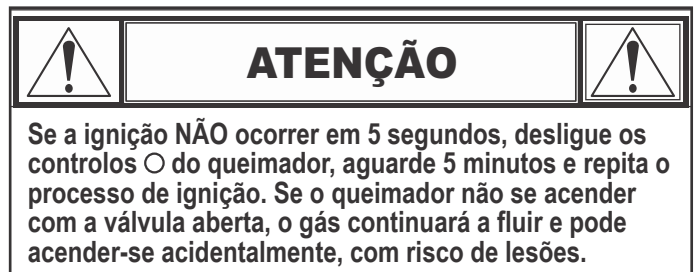 ATENÇÃO
Se a ignição NÃO ocorrer em 5 segundos, desligue os
controlos O do queimador, aguarde 5 minutos e repita o
processo de ignição. Se o queimador não se acender
com a válvula aberta, o gás continuará a fluir e pode
acender-se acidentalmente, com risco de lesões.